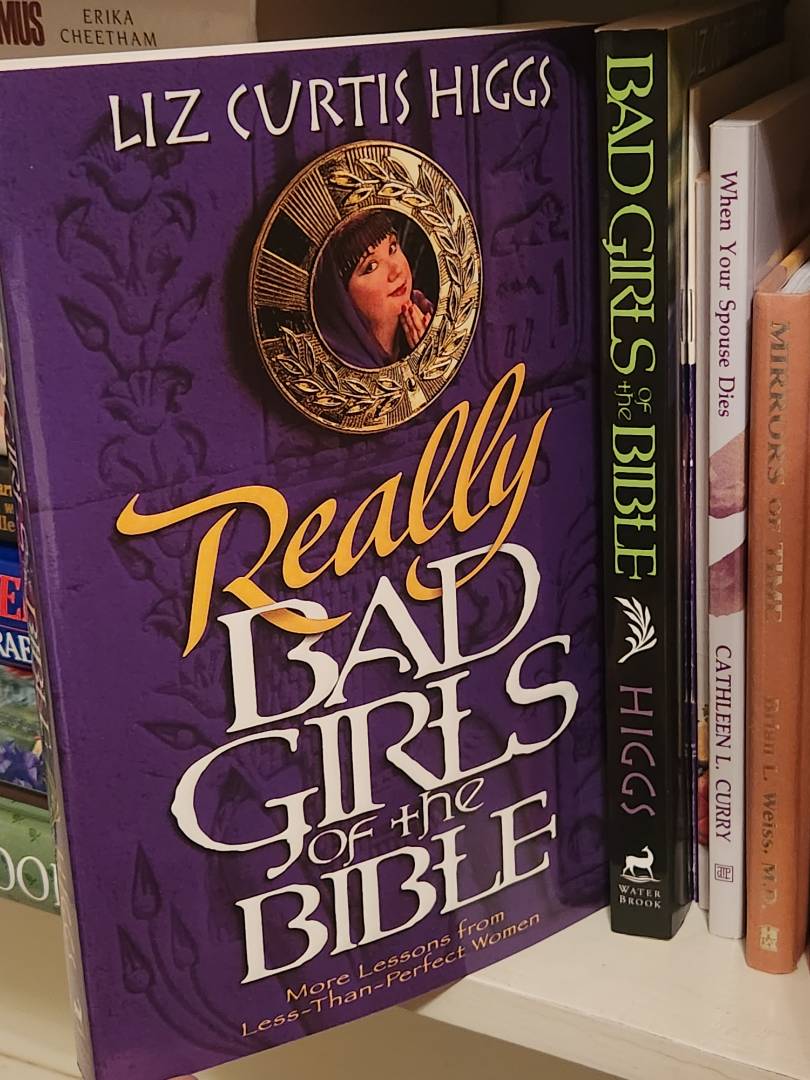 MUS
ERIKA
CHEETHAM
LIZ CURTIS HIGGS
Really
BAD
GIRLS
OF the
BIBLE
More Lessons from
Less-Than-Perfect Women
BAD GIRLS OF the BIBLE
HIGGS
WATER
BROOK
When Your Spouse Dies
CATHLEEN L. CURRY
MIRRORS OF TIME
Brian L. Weiss, M.D.